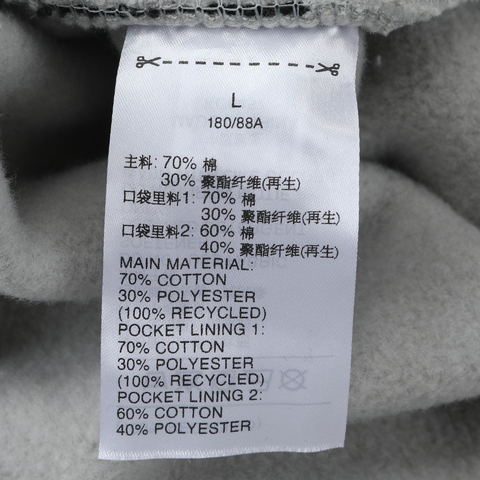 L
180/88A
主料: 70% 棉
30% 聚酯纤维(再生)
口袋里料1: 70% 棉
30% 聚酯纤维(再生)
口袋里料2: 60% 棉
40% 聚酯纤维(再生)
MAIN MATERIAL:
70% COTTON
30% POLYESTER
(100% RECYCLED)
POCKET LINING 1:
70% COTTON
30% POLYESTER
(100% RECYCLED)
POCKET LINING 2:
60% COTTON
40% POLYESTER